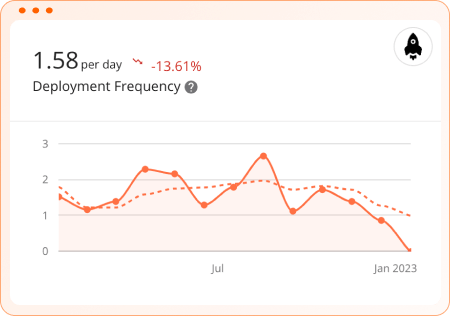 1.58 per day -13.61%
Deployment Frequency ?
3
2
1
0
Jul Jan 2023